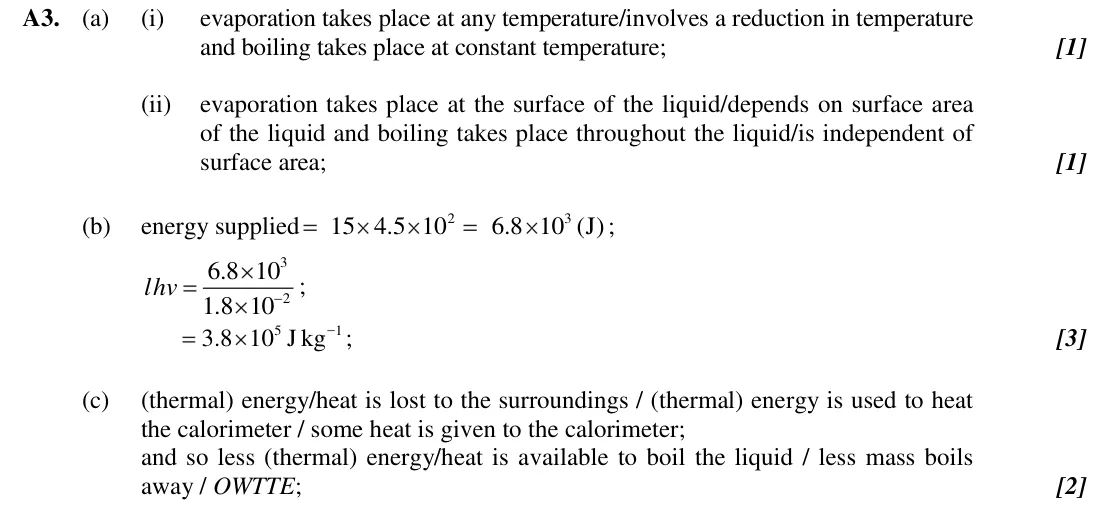 A3. (a) (i) evaporation takes place at any temperature/involves a reduction in temperature
and boiling takes place at constant temperature; [1]
(ii) evaporation takes place at the surface of the liquid/depends on surface area
of the liquid and boiling takes place throughout the liquid/is independent of
surface area; [1]
(b) energy supplied = 15×4.5×10² = 6.8×10³ (J);
lhv = 6.8×10³ / 1.8×10⁻² ;
= 3.8×10⁵ J kg⁻¹; [3]
(c) (thermal) energy/heat is lost to the surroundings / (thermal) energy is used to heat
the calorimeter / some heat is given to the calorimeter;
and so less (thermal) energy/heat is available to boil the liquid / less mass boils
away / OWTTE; [2]